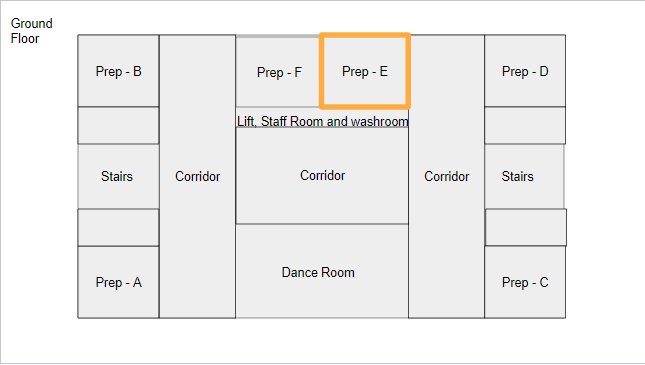 Ground
Floor
Prep - B
Prep - F
Prep - E
Prep - D
Lift, Staff Room and washroom
Stairs
Corridor
Corridor
Corridor
Stairs
Prep - A
Dance Room
Prep - C